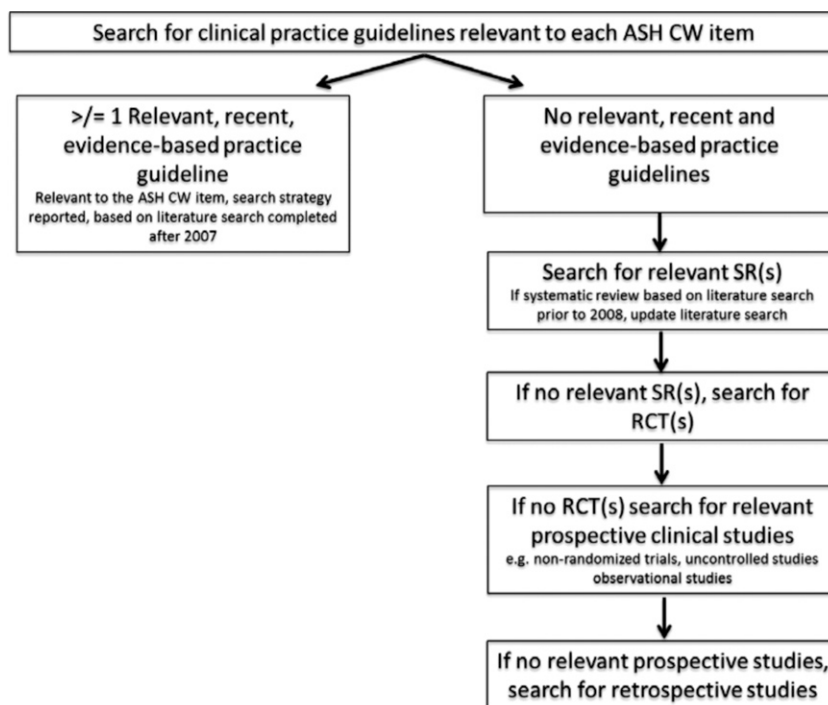 Search for clinical practice guidelines relevant to each ASH CW item
>/= 1 Relevant, recent,
evidence-based practice
guideline
Relevant to the ASH CW item, search strategy
reported, based on literature search completed
after 2007
No relevant, recent and
evidence-based practice
guidelines
Search for relevant SR(s)
If systematic review based on literature search
prior to 2008, update literature search
If no relevant SR(s), search for
RCT(s)
If no RCT(s) search for relevant
prospective clinical studies
e.g. non-randomized trials, uncontrolled studies
observational studies
If no relevant prospective studies,
search for retrospective studies